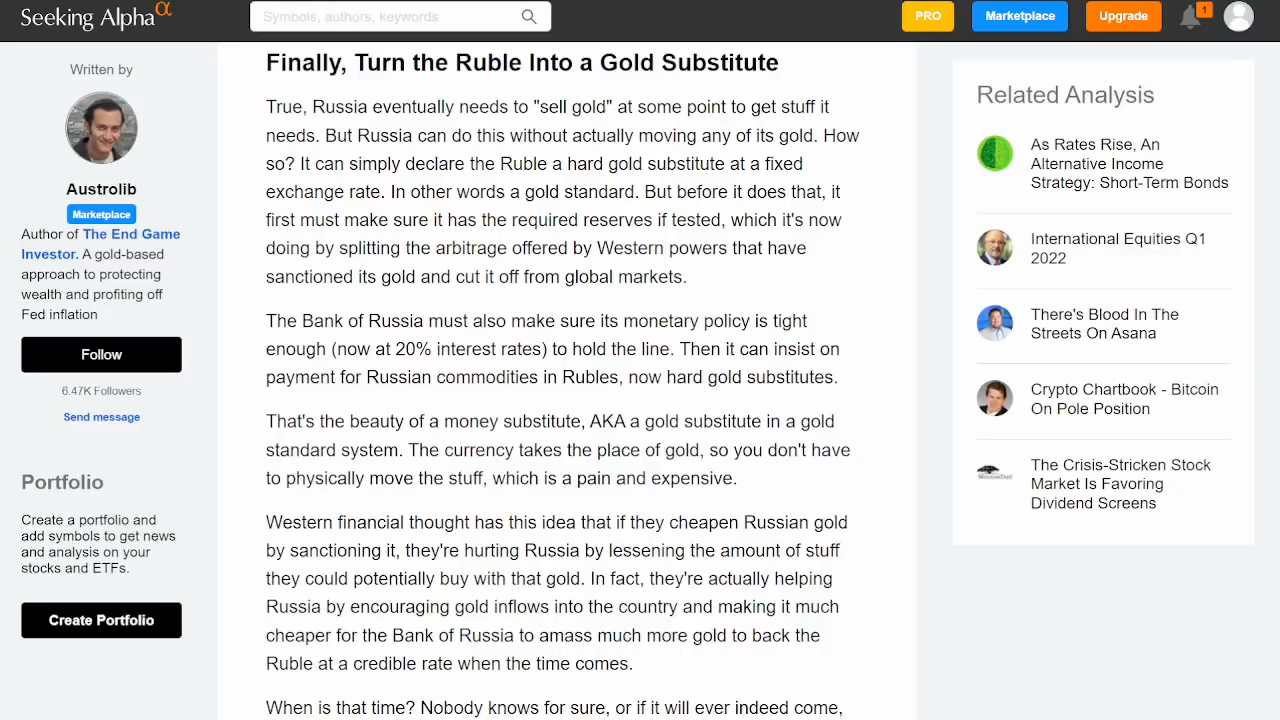 Seeking Alpha α
Symbols, authors, keywords
PRO
Marketplace
Upgrade
1
Written by
Austrolib
Marketplace
Author of The End Game
Investor. A gold-based
approach to protecting
wealth and profiting off
Fed inflation
Follow
6.47K Followers
Send message
Portfolio
Create a portfolio and
add symbols to get news
and analysis on your
stocks and ETFs.
Create Portfolio
Finally, Turn the Ruble Into a Gold Substitute
True, Russia eventually needs to "sell gold" at some point to get stuff it
needs. But Russia can do this without actually moving any of its gold. How
so? It can simply declare the Ruble a hard gold substitute at a fixed
exchange rate. In other words a gold standard. But before it does that, it
first must make sure it has the required reserves if tested, which it's now
doing by splitting the arbitrage offered by Western powers that have
sanctioned its gold and cut it off from global markets.
The Bank of Russia must also make sure its monetary policy is tight
enough (now at 20% interest rates) to hold the line. Then it can insist on
payment for Russian commodities in Rubles, now hard gold substitutes.
That's the beauty of a money substitute, AKA a gold substitute in a gold
standard system. The currency takes the place of gold, so you don't have
to physically move the stuff, which is a pain and expensive.
Western financial thought has this idea that if they cheapen Russian gold
by sanctioning it, they're hurting Russia by lessening the amount of stuff
they could potentially buy with that gold. In fact, they're actually helping
Russia by encouraging gold inflows into the country and making it much
cheaper for the Bank of Russia to amass much more gold to back the
Ruble at a credible rate when the time comes.
When is that time? Nobody knows for sure, or if it will ever indeed come,
Related Analysis
As Rates Rise, An
Alternative Income
Strategy: Short-Term Bonds
International Equities Q1
2022
There's Blood In The
Streets On Asana
Crypto Chartbook - Bitcoin
On Pole Position
The Crisis-Stricken Stock
Market Is Favoring
Dividend Screens